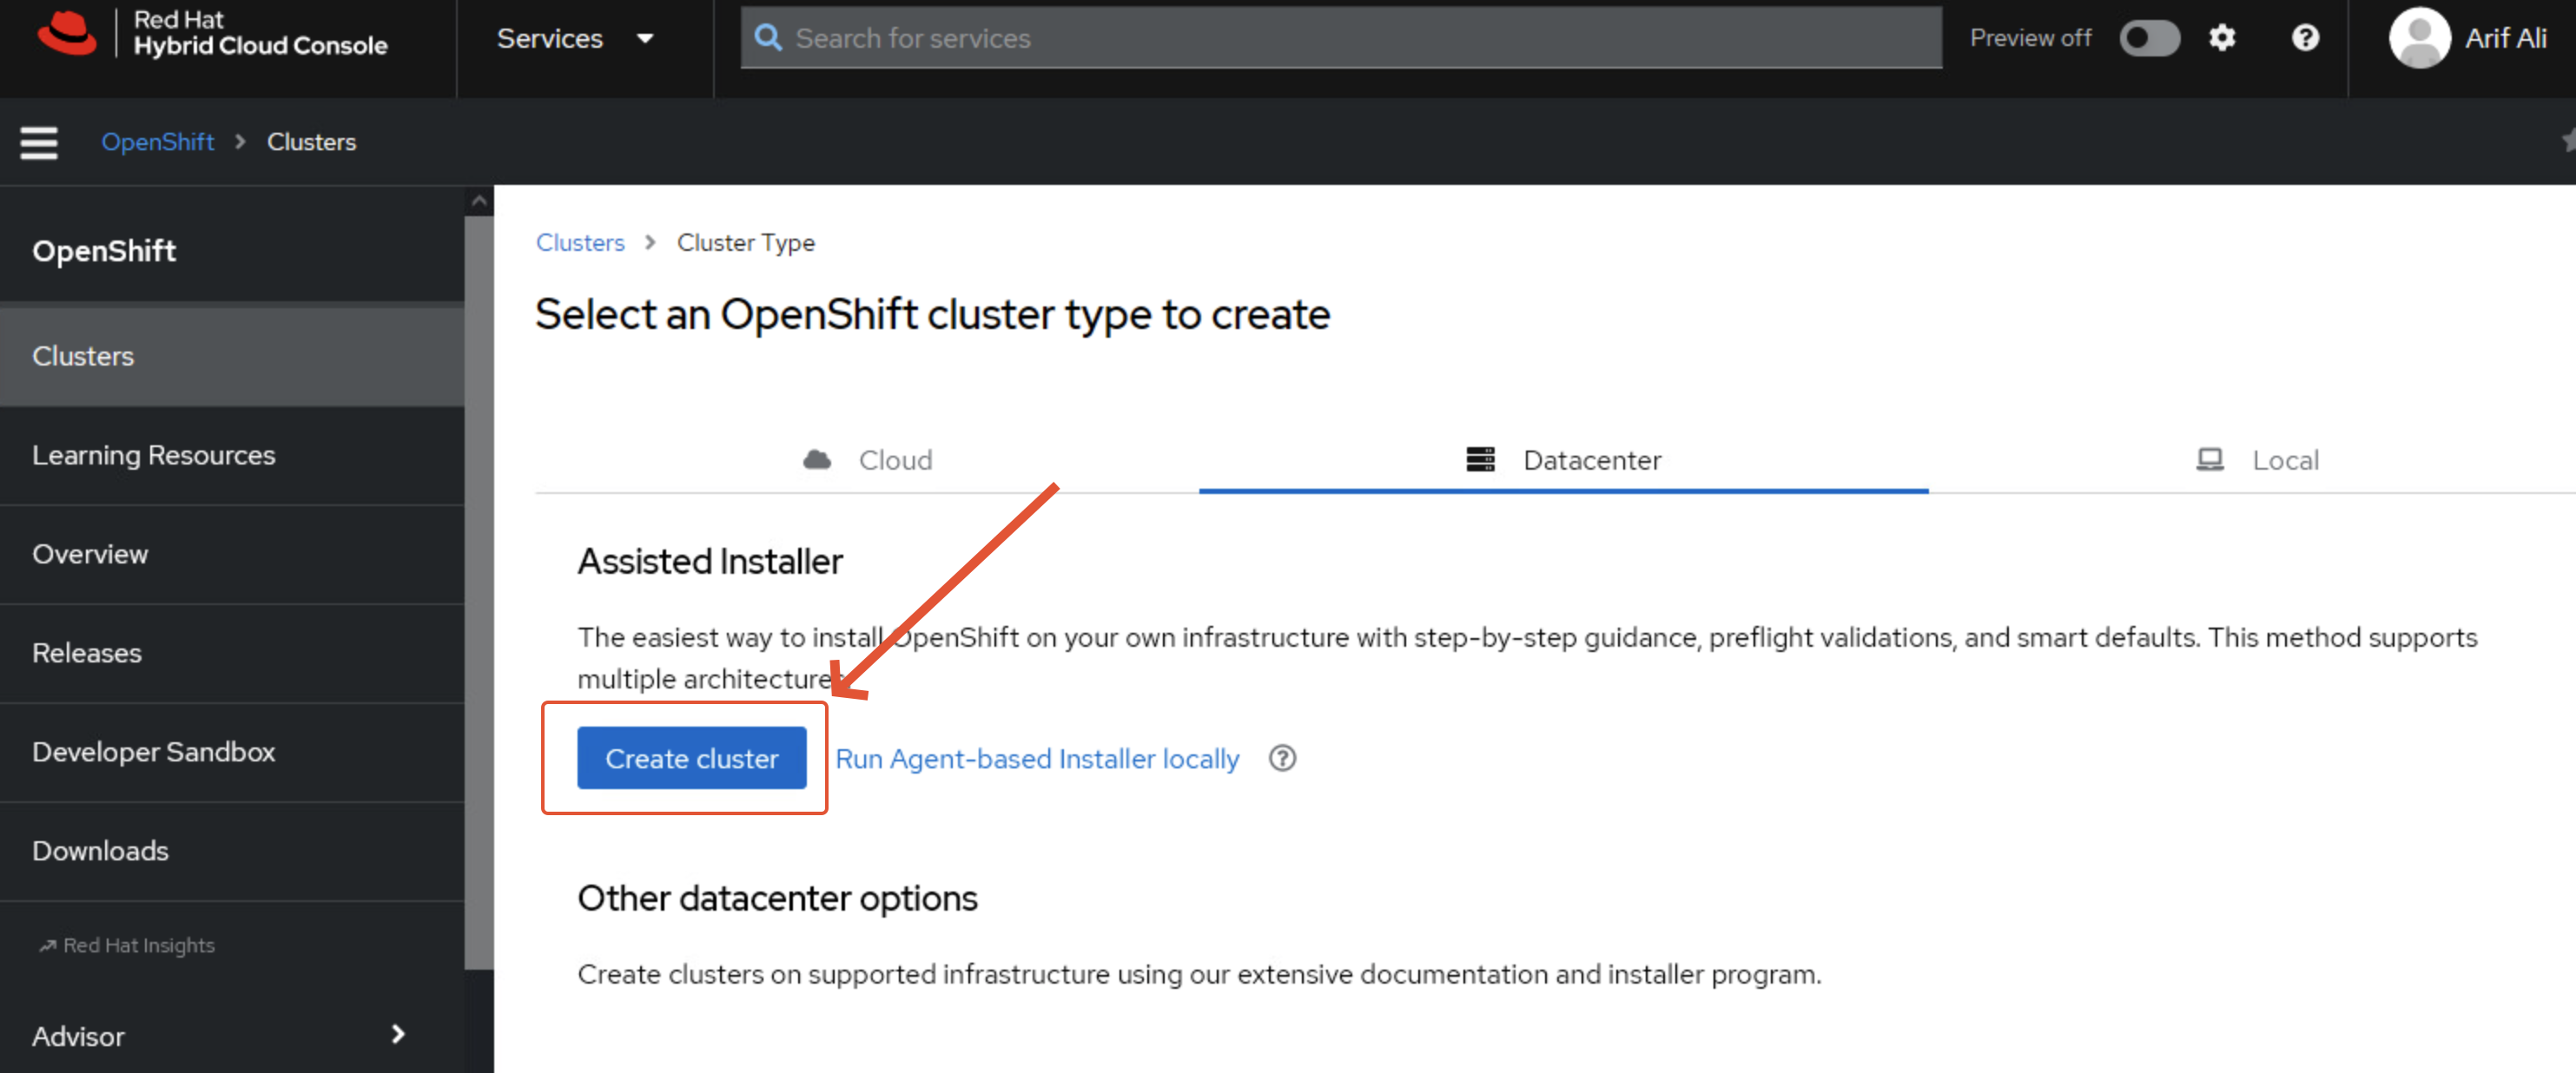 Red Hat
Hybrid Cloud Console
Services
Search for services
Preview off
Arif Ali
OpenShift
Clusters
OpenShift
Clusters
Learning Resources
Overview
Releases
Developer Sandbox
Downloads
Red Hat Insights
Advisor
Clusters
Cluster Type
Select an OpenShift cluster type to create
Cloud
Datacenter
Local
Assisted Installer
The easiest way to install OpenShift on your own infrastructure with step-by-step guidance, preflight validations, and smart defaults. This method supports
multiple architectures
Create cluster
Run Agent-based Installer locally
Other datacenter options
Create clusters on supported infrastructure using our extensive documentation and installer program.